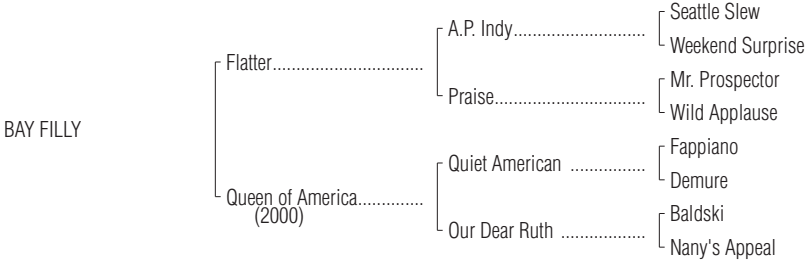 Seattle Slew
A.P. Indy..............................
Weekend Surprise
Flatter..................................
Mr. Prospector
Praise..................................
Wild Applause
BAY FILLY
Fappiano
Quiet American .................
Demure
Queen of America...............
(2000)
Baldski
Our Dear Ruth ...................
Nany's Appeal